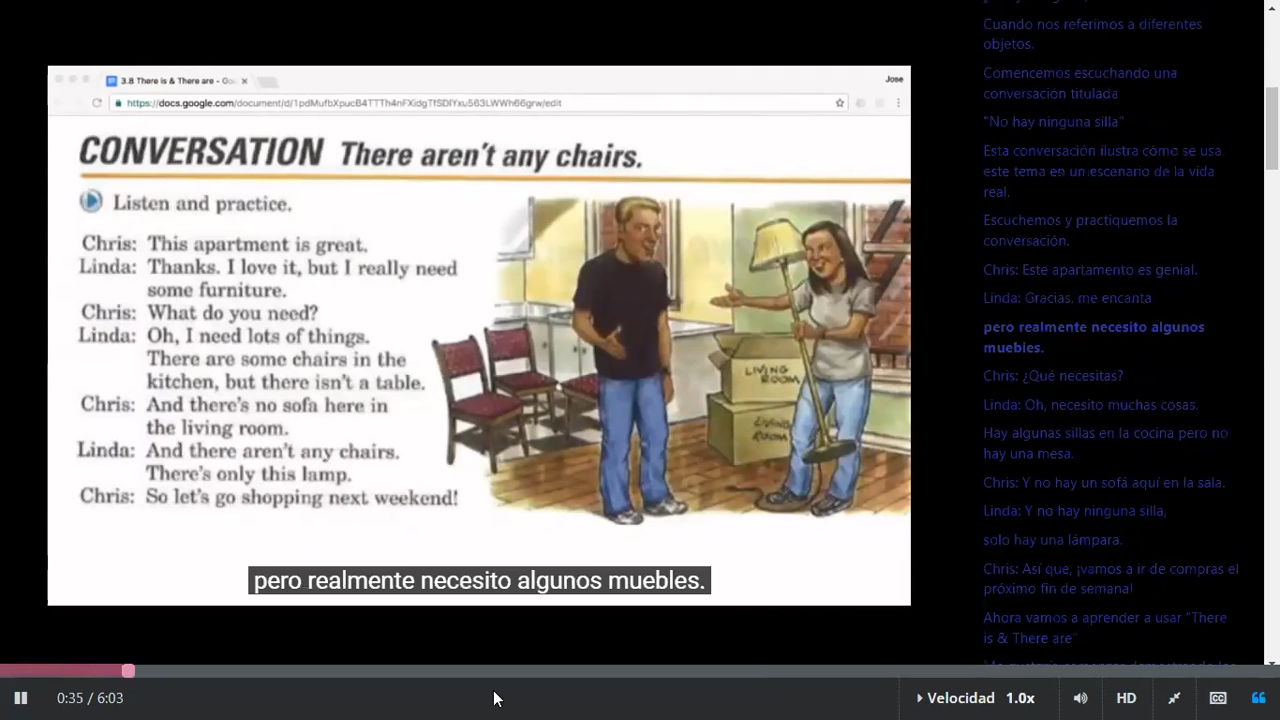 3.8 There is & There are - Go
Jose
https://docs.google.com/document/d/1pdMufbXpucB4TTTh4nFXidgTfSDIYxu563LWWh66grw/edit
CONVERSATION There aren't any chairs.
Listen and practice.
Chris: This apartment is great.
Linda: Thanks. I love it, but I really need
some furniture.
Chris: What do you need?
Linda: Oh, I need lots of things.
There are some chairs in the
kitchen, but there isn't a table.
Chris: And there's no sofa here in
the living room.
Linda: And there aren't any chairs.
There's only this lamp.
Chris: So let's go shopping next weekend!
LIVING
ROOM
LIVING
ROOM
pero realmente necesito algunos muebles.
Cuando nos referimos a diferentes
objetos.
Comencemos escuchando una
conversación titulada
"No hay ninguna silla"
Esta conversación ilustra cómo se usa
este tema en un escenario de la vida
real.
Escuchemos y practiquemos la
conversación.
Chris: Este apartamento es genial.
Linda: Gracias. me encanta
pero realmente necesito algunos
muebles.
Chris: ¿Qué necesitas?
Linda: Oh, necesito muchas cosas.
Hay algunas sillas en la cocina pero no
hay una mesa.
Chris: Y no hay un sofá aquí en la sala.
Linda: Y no hay ninguna silla,
solo hay una lámpara.
Chris: Así que, ¡vamos a ir de compras el
próximo fin de semana!
Ahora vamos a aprender a usar "There
is & There are"
0:35 / 6:03
Velocidad 1.0x
HD
CC